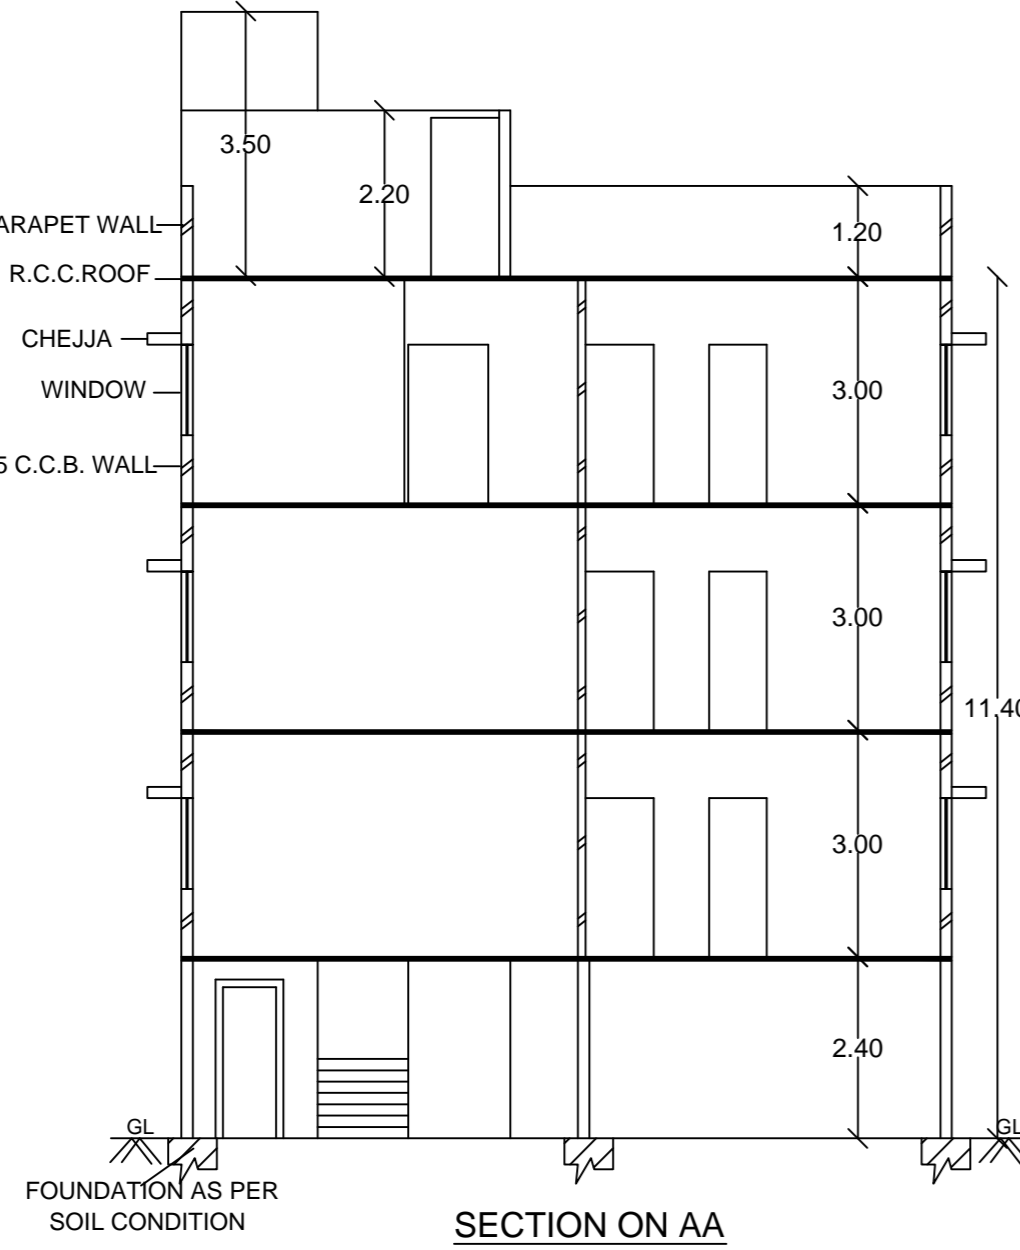 3.50
2.20
ARAPET WALL
1.20
R.C.C.ROOF
CHEJJA
WINDOW
3.00
5 C.C.B. WALL
3.00
11.40
3.00
2.40
GL
GL
FOUNDATION AS PER
SOIL CONDITION
SECTION ON AA